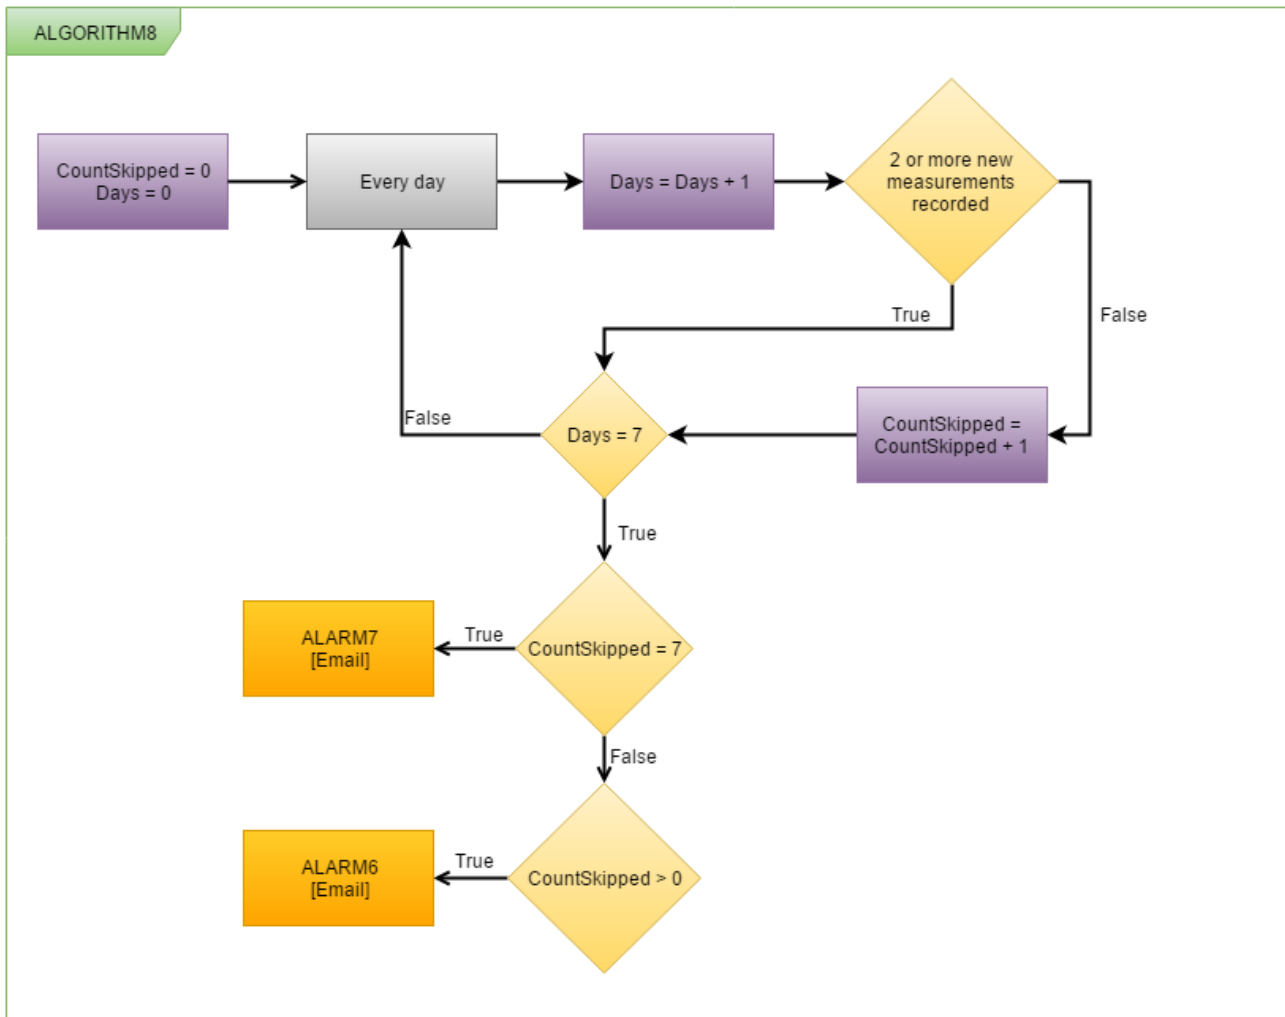 ALGORITHM8
CountSkipped = 0
Days = 0
Every day
Days = Days + 1
2 or more new
measurements
recorded
True
False
False
Days = 7
CountSkipped =
CountSkipped + 1
True
ALARM7
[Email]
True
CountSkipped = 7
False
ALARM6
[Email]
True
CountSkipped > 0